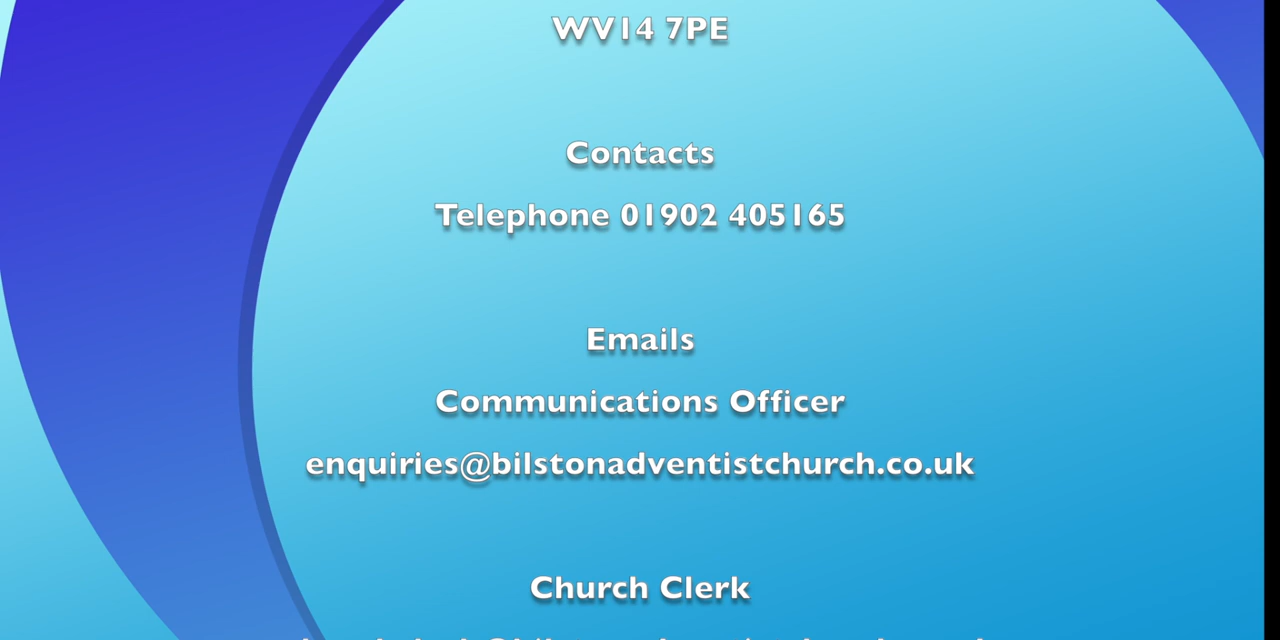 WV14 7PE
Contacts
Telephone 01902 405165
Emails
Communications Officer
enquiries@bilstonadventistchurch.co.uk
Church Clerk